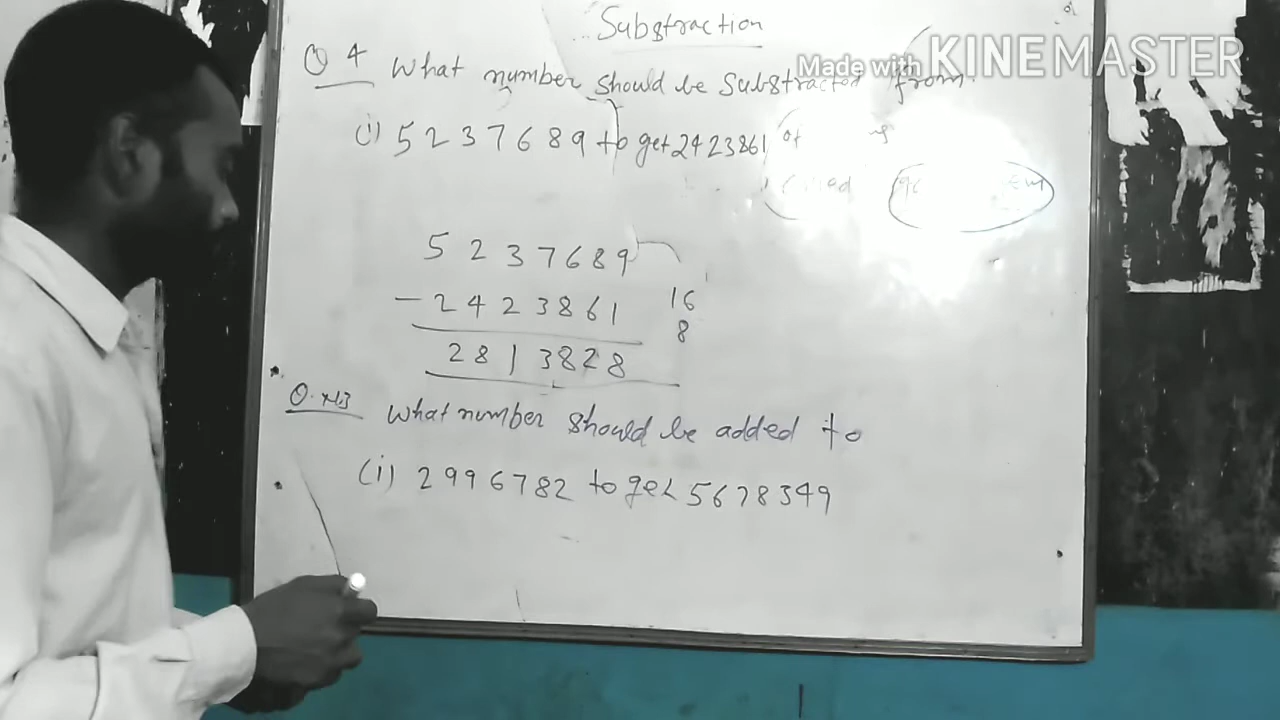 Substraction
Made with KINEMASTER
Q 4 What number should be Substracted from.
(i) 5237689 to get 2423861
5237689
- 2423861
16
8
2813828
Q. N3 What number should be added to
(i) 2996782 to get 5678349